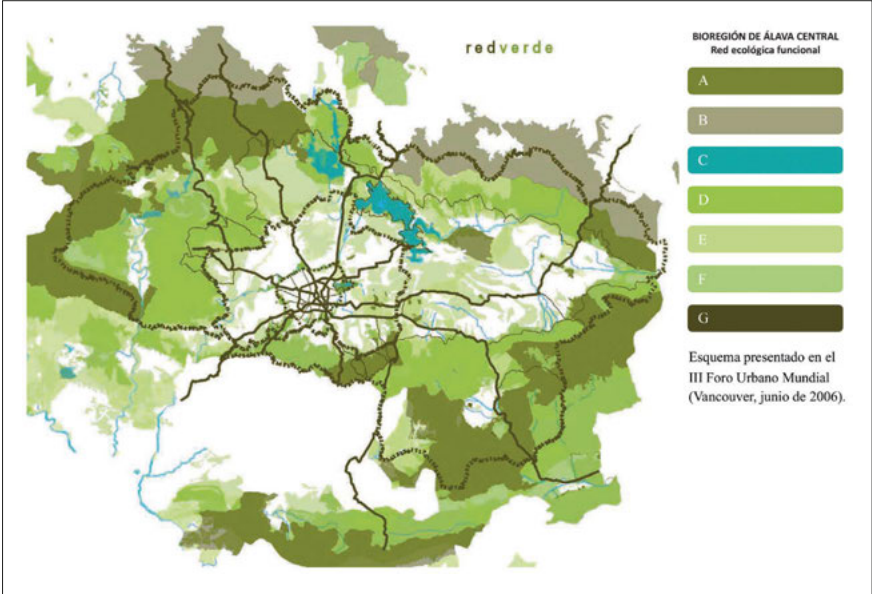 redverde
BIOREGIÓN DE ÁLAVA CENTRAL
Red ecológica funcional
A
B
C
D
E
F
G
Esquema presentado en el
III Foro Urbano Mundial
(Vancouver, junio de 2006).